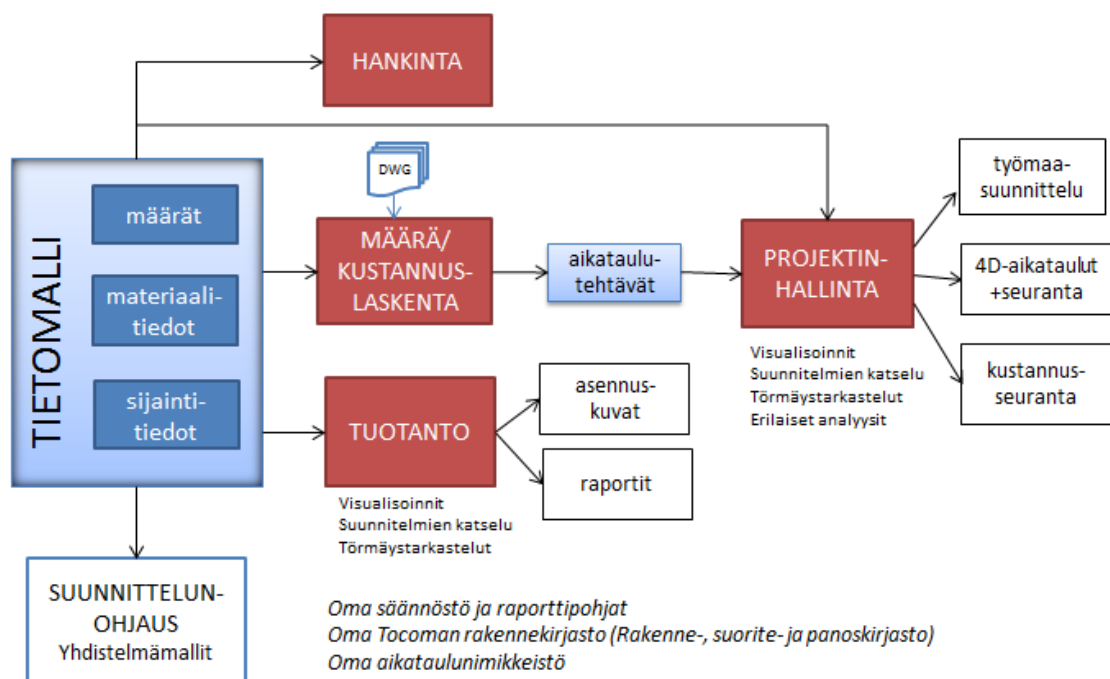 HANKINTA
TIETOMALLI
määrät
materiaali-
tiedot
sijainti-
tiedot
DWG
MÄÄRÄ/
KUSTANNUS-
LASKENTA
aikataulu-
tehtävät
PROJEKTIN-
HALLINTA
Visualisoinnit
Suunnitelmien katselu
Törmäystarkastelut
Erilaiset analyysit
työmaa-
suunnittelu
4D-aikataulut
+seuranta
kustannus-
seuranta
TUOTANTO
Visualisoinnit
Suunnitelmien katselu
Törmäystarkastelut
asennus-
kuvat
raportit
SUUNNITTELUN-
OHJAUS
Yhdistelmämallit
Oma säännöstö ja raporttipohjat
Oma Tocoman rakennekirjasto (Rakenne-, suorite- ja panoskirjasto)
Oma aikataulunimikkeistö